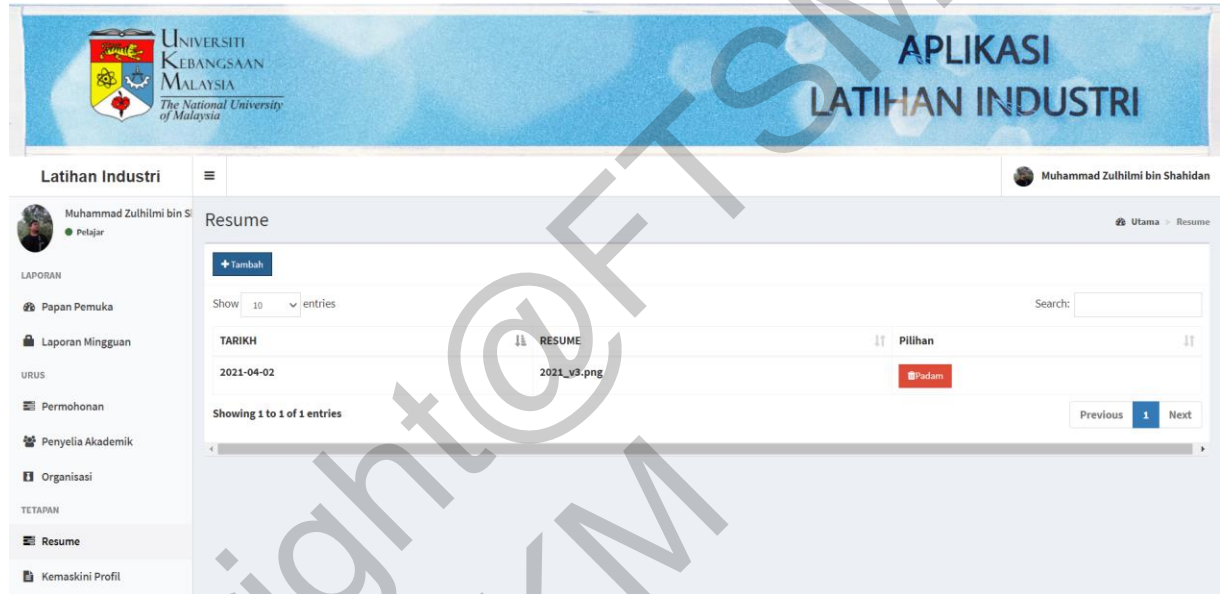 UNIVERSITI
KEBANGSAAN
MALAYSIA
The National University
of Malaysia
APLIKASI
LATIHAN INDUSTRI
Latihan Industri
Muhammad Zulhilmi bin Shahidan
Muhammad Zulhilmi bin S
Pelajar
Resume
Utama > Resume
LAPORAN
Papan Pemuka
Laporan Mingguan
URUS
Permohonan
Penyelia Akademik
Organisasi
TETAPAN
Resume
Kemaskini Profil
+Tambah
Show 10 entries
Search:
TARIKH RESUME Pilihan
2021-04-02 2021_v3.png Padam
Showing 1 to 1 of 1 entries
Previous 1 Next
right@FTSM
KM